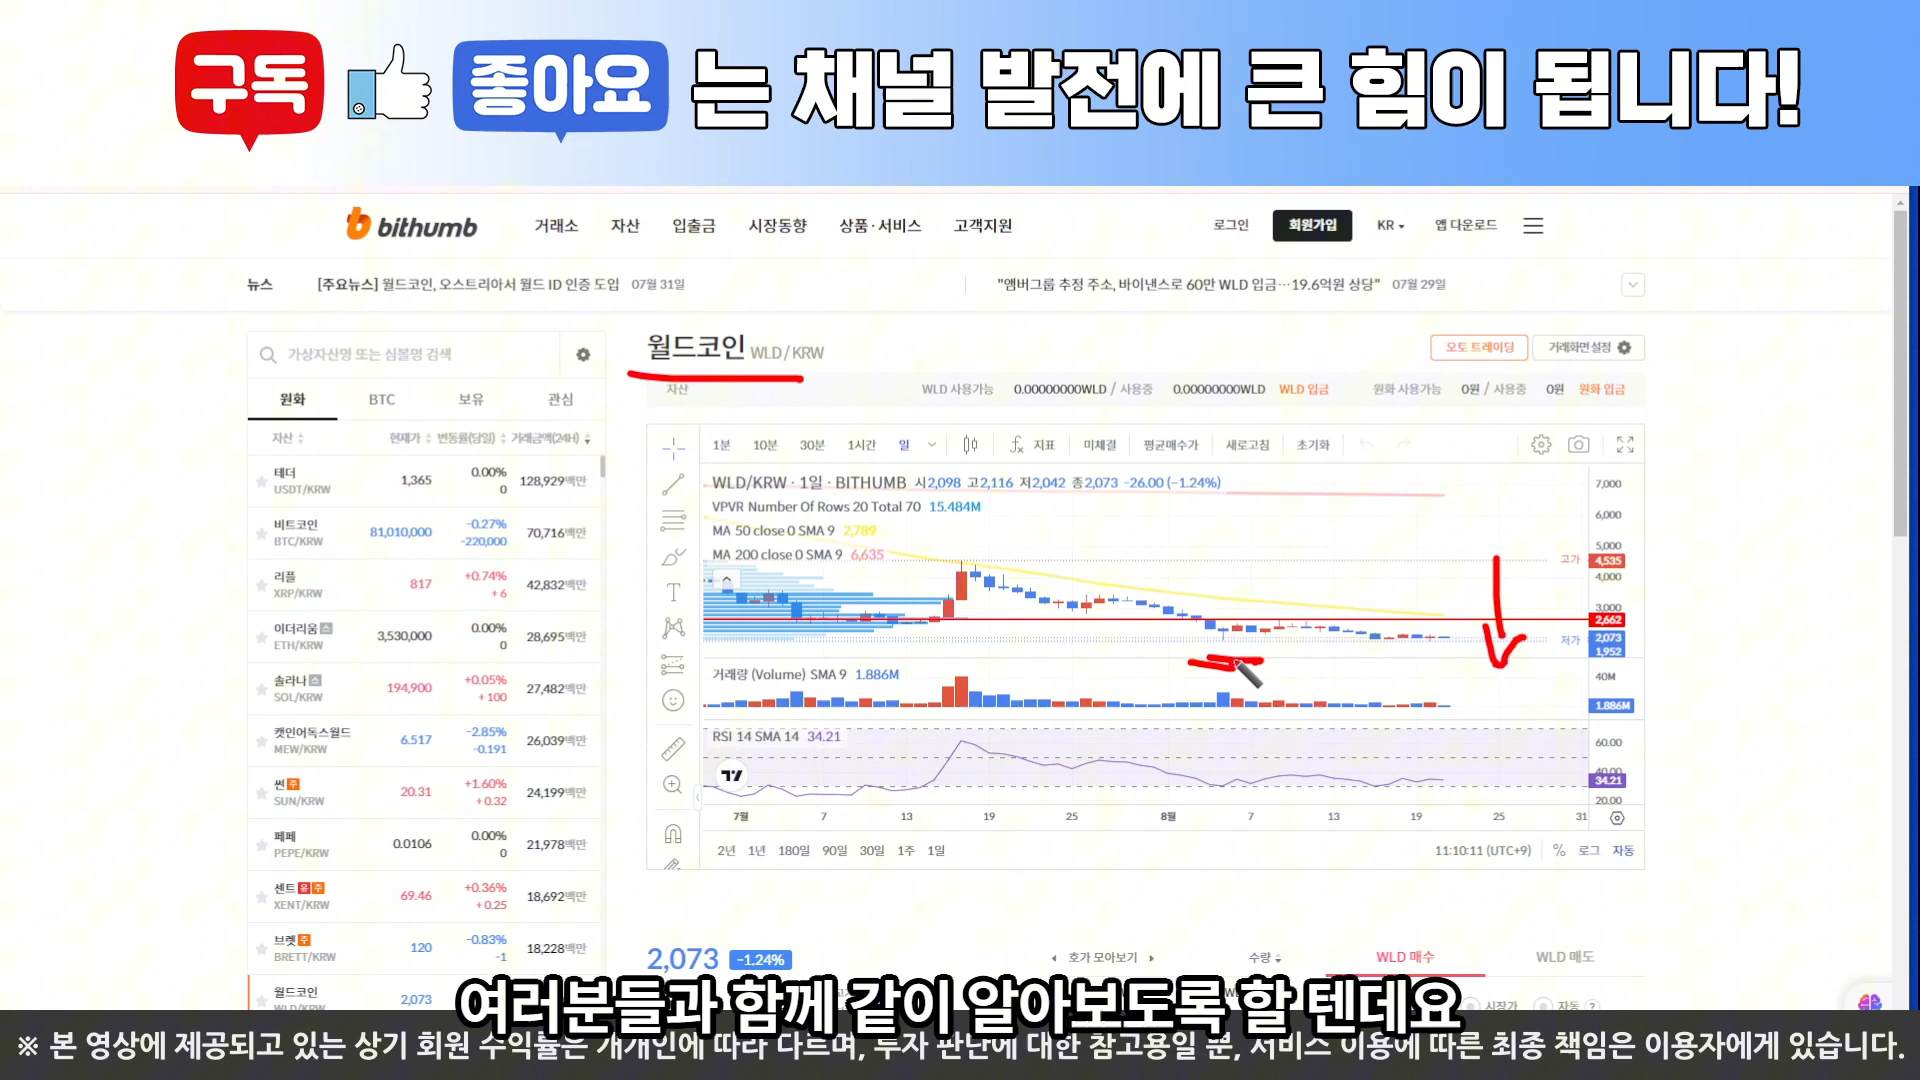 구독 좋아요 는 채널 발전에 큰 힘이 됩니다!
bithumb 거래소 자산 입출금 시장동향 상품·서비스 고객지원 로그인 회원가입 KR 앱 다운로드
뉴스 [주요뉴스] 월드코인, 오스트리아서 월드 ID 인증 도입 07월 31일 "앰버그룹 추정 주소, 바이낸스로 60만 WLD 입금…19.6억원 상당" 07월 29일
가상자산명 또는 심볼명 검색
원화 BTC 보유 관심
자산 현재가 변동률(당일) 거래금액(24H)
테더 USDT/KRW 1,365 0.00% 0 128,929백만
비트코인 BTC/KRW 81,010,000 -0.27% -220,000 70,716백만
리플 XRP/KRW 817 +0.74% +6 42,832백만
이더리움 스 ETH/KRW 3,530,000 0.00% 0 28,695백만
솔라나 스 SOL/KRW 194,900 +0.05% +100 27,482백만
캣인어독스월드 MEW/KRW 6.517 -2.85% -0.191 26,039백만
썬 주 SUN/KRW 20.31 +1.60% +0.32 24,199백만
페페 PEPE/KRW 0.0106 0.00% 0 21,978백만
센트 유 주 XENT/KRW 69.46 +0.36% +0.25 18,692백만
브렛 주 BRETT/KRW 120 -0.83% -1 18,228백만
월드코인 WLD/KRW 2,073
월드코인 WLD/KRW 오토 트레이딩 거래화면설정
자산 WLD 사용가능 0.00000000WLD / 사용중 0.00000000WLD WLD 입금 원화 사용가능 0원 / 사용중 0원 원화 입금
1분 10분 30분 1시간 일 지표 미체결 평균매수가 새로고침 초기화
WLD/KRW · 1일 · BITHUMB 시2,098 고2,116 저2,042 종2,073 -26.00 (-1.24%)
VPVR Number Of Rows 20 Total 70 15.484M
MA 50 close 0 SMA 9 2,789
MA 200 close 0 SMA 9 6,635
7,000
6,000
5,000
고가 4,535
4,000
3,000
2,662
저가 2,073
1,952
거래량 (Volume) SMA 9 1.886M
40M
1.886M
RSI 14 SMA 14 34.21
60.00
40.00
34.21
20.00
7월 7 13 19 25 8월 7 13 19 25 31
2년 1년 180일 90일 30일 1주 1일 11:10:11 (UTC+9) % 로그 자동
2,073 -1.24% 호가 모아보기 수량 WLD 매수 WLD 매도
시장가 자동 ?
여러분들과 함께 같이 알아보도록 할 텐데요
※ 본 영상에 제공되고 있는 상기 회원 수익률은 개개인에 따라 다르며, 투자 판단에 대한 참고용일 뿐, 서비스 이용에 따른 최종 책임은 이용자에게 있습니다.